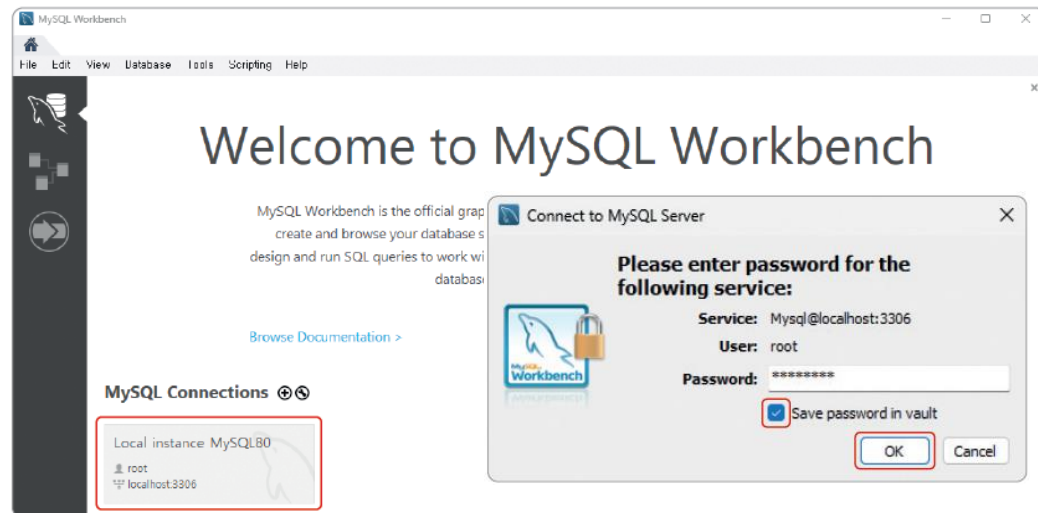 MySQL Workbench
File Edit View Database Tools Scripting Help
Welcome to MySQL Workbench
MySQL Workbench is the official grap
create and browse your database s
design and run SQL queries to work wi
databas
Browse Documentation >
MySQL Connections
Local instance MySQL80
root
localhost:3306
Connect to MySQL Server
Please enter password for the
following service:
Service: Mysql@localhost:3306
User: root
Password: ********
Save password in vault
OK Cancel
MySQL
Workbench